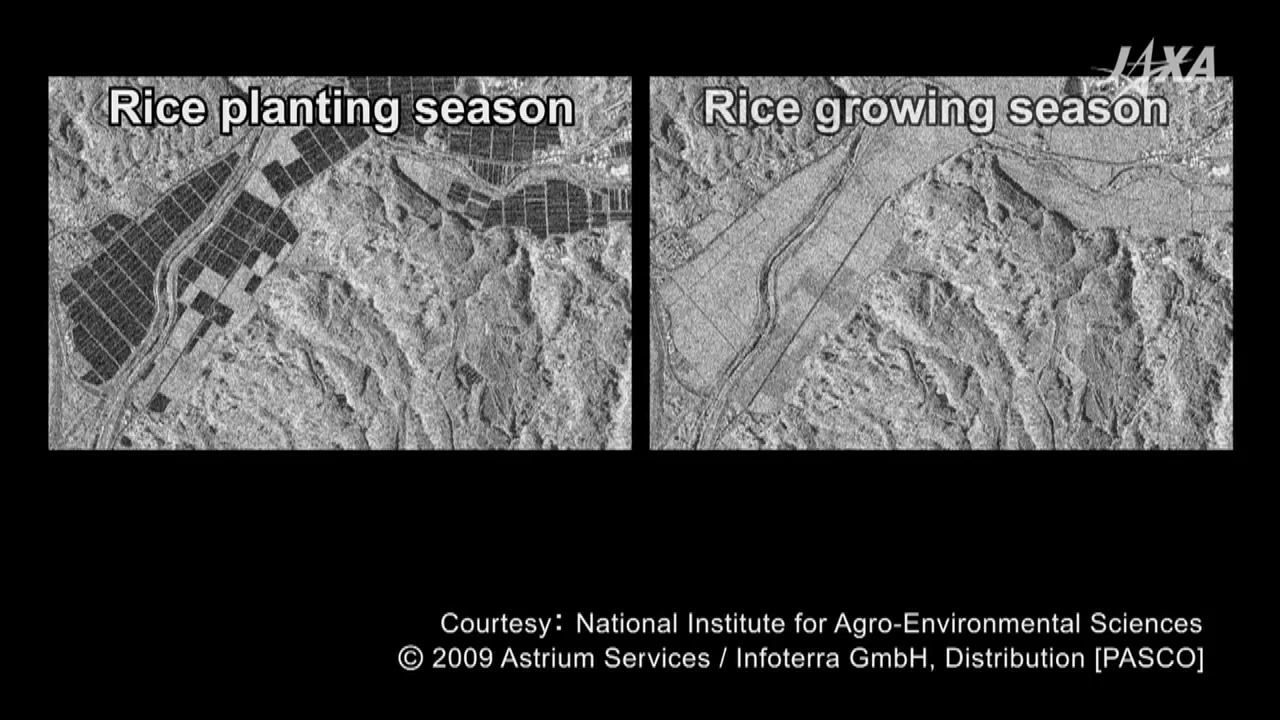 JAXA
Rice planting season
Rice growing season
Courtesy: National Institute for Agro-Environmental Sciences
© 2009 Astrium Services / Infoterra GmbH, Distribution [PASCO]